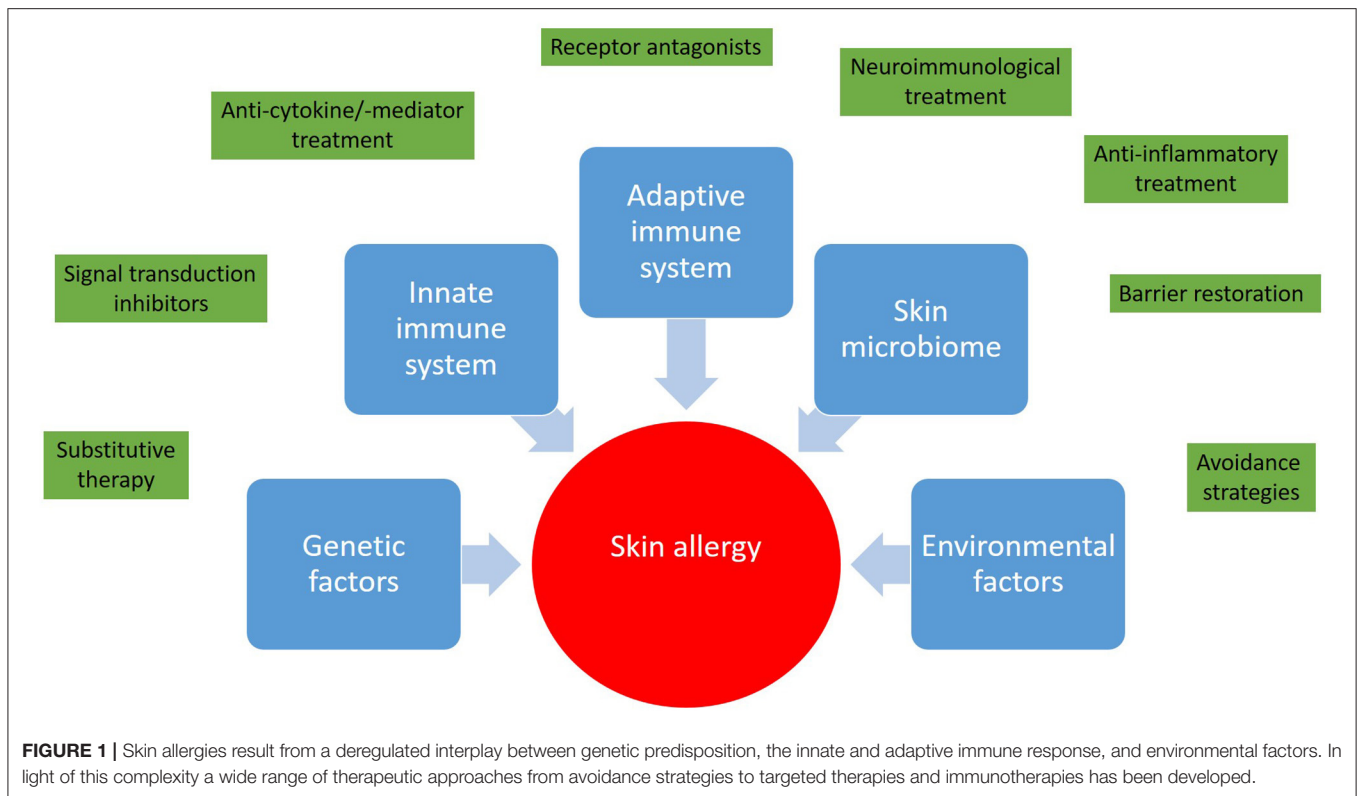 Receptor antagonists
Neuroimmunological
treatment
Anti-cytokine/-mediator
treatment
Anti-inflammatory
treatment
Adaptive
immune
system
Signal transduction
inhibitors
Innate
immune
system
Skin
microbiome
Barrier restoration
Substitutive
therapy
Avoidance
strategies
Genetic
factors
Skin allergy
Environmental
factors
FIGURE 1 | Skin allergies result from a deregulated interplay between genetic predisposition, the innate and adaptive immune response, and environmental factors. In
light of this complexity a wide range of therapeutic approaches from avoidance strategies to targeted therapies and immunotherapies has been developed.